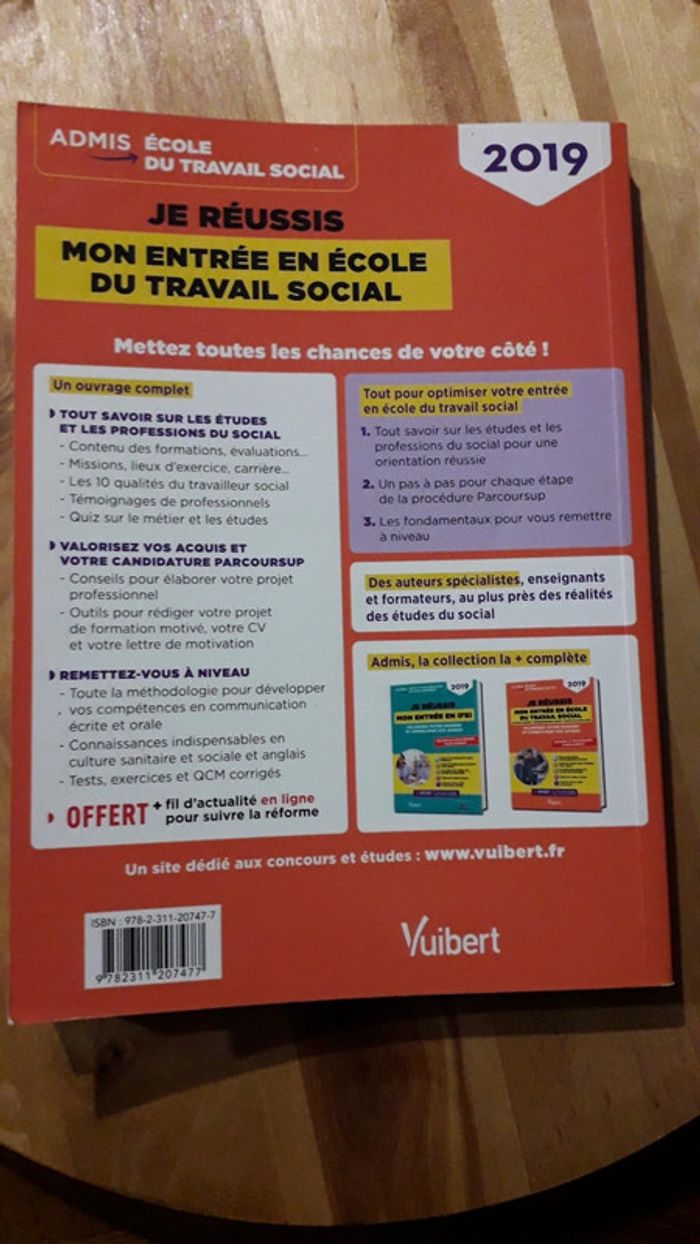 ADMIS ÉCOLE
DU TRAVAIL SOCIAL
2019
JE RÉUSSIS
MON ENTRÉE EN ÉCOLE
DU TRAVAIL SOCIAL
Mettez toutes les chances de votre côté !
Un ouvrage complet
TOUT SAVOIR SUR LES ÉTUDES
ET LES PROFESSIONS DU SOCIAL
- Contenu des formations, évaluations...
- Missions, lieux d'exercice, carrière...
- Les 10 qualités du travailleur social
- Témoignages de professionnels
- Quiz sur le métier et les études
VALORISEZ VOS ACQUIS ET
VOTRE CANDIDATURE PARCOURSUP
- Conseils pour élaborer votre projet
professionnel
- Outils pour rédiger votre projet
de formation motivé, votre CV
et votre lettre de motivation
REMETTEZ-VOUS À NIVEAU
- Toute la méthodologie pour développer
vos compétences en communication
écrite et orale
- Connaissances indispensables en
culture sanitaire et sociale et anglais
- Tests, exercices et QCM corrigés
OFFERT + fil d'actualité en ligne
pour suivre la réforme
Tout pour optimiser votre entrée
en école du travail social
1. Tout savoir sur les études et les
professions du social pour une
orientation réussie
2. Un pas à pas pour chaque étape
de la procédure Parcoursup
3. Les fondamentaux pour vous remettre
à niveau
Des auteurs spécialistes, enseignants
et formateurs, au plus près des réalités
des études du social
Admis, la collection la + complète
2019
JE RÉUSSIS
MON ENTRÉE EN IFSI
Vuibert
2019
JE RÉUSSIS
MON ENTRÉE EN ÉCOLE
DU TRAVAIL SOCIAL
Vuibert
Un site dédié aux concours et études : www.vuibert.fr
ISBN : 978-2-311-20747-7
9 782311 207477
Vuibert